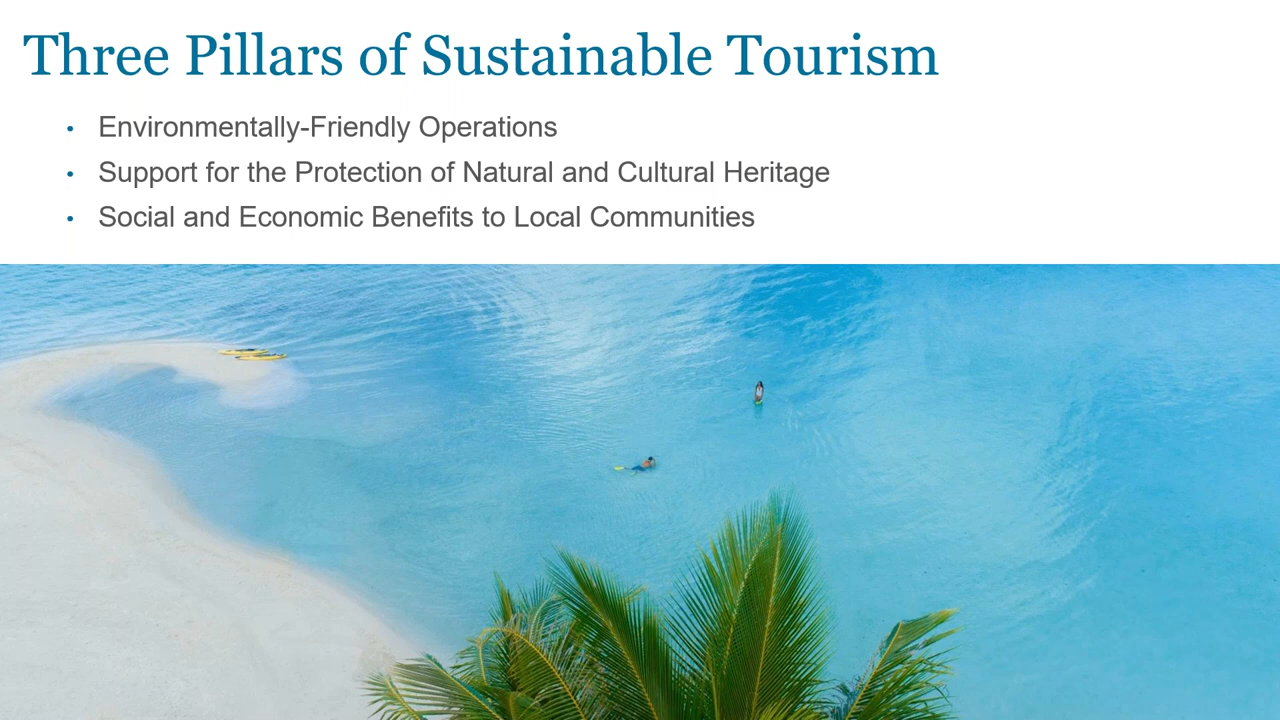 Three Pillars of Sustainable Tourism
• Environmentally-Friendly Operations
• Support for the Protection of Natural and Cultural Heritage
• Social and Economic Benefits to Local Communities